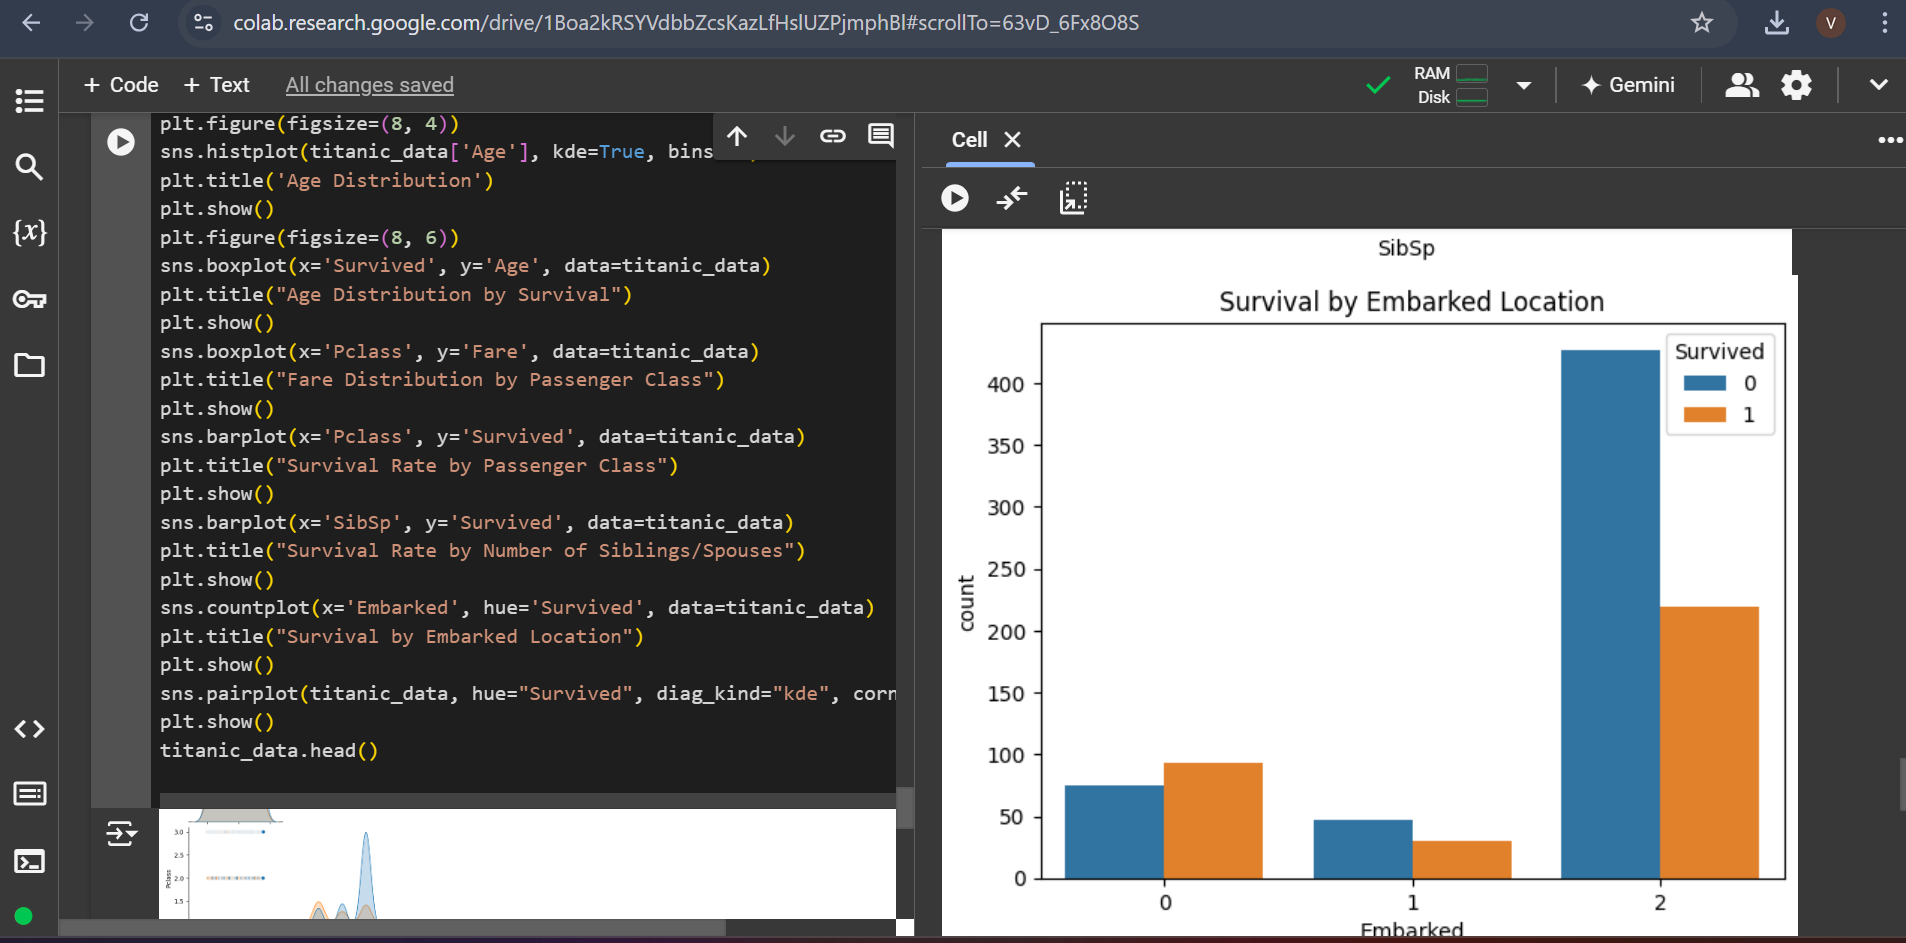 colab.research.google.com/drive/1Boa2kRSYVdbbZcsKazLfHslUZPjmphBl#scrollTo=63vD_6Fx8O8S
V
+ Code + Text All changes saved
RAM
Disk
Gemini
plt.figure(figsize=(8, 4))
sns.histplot(titanic_data['Age'], kde=True, bins
plt.title('Age Distribution')
plt.show()
plt.figure(figsize=(8, 6))
sns.boxplot(x='Survived', y='Age', data=titanic_data)
plt.title("Age Distribution by Survival")
plt.show()
sns.boxplot(x='Pclass', y='Fare', data=titanic_data)
plt.title("Fare Distribution by Passenger Class")
plt.show()
sns.barplot(x='Pclass', y='Survived', data=titanic_data)
plt.title("Survival Rate by Passenger Class")
plt.show()
sns.barplot(x='SibSp', y='Survived', data=titanic_data)
plt.title("Survival Rate by Number of Siblings/Spouses")
plt.show()
sns.countplot(x='Embarked', hue='Survived', data=titanic_data)
plt.title("Survival by Embarked Location")
plt.show()
sns.pairplot(titanic_data, hue="Survived", diag_kind="kde", corn
plt.show()
titanic_data.head()
{x}
3.0
2.5
2.0
1.5
Pclass
Cell
SibSp
Survival by Embarked Location
Survived
0
1
400
350
300
250
200
150
100
50
0
count
0 1 2
Embarked